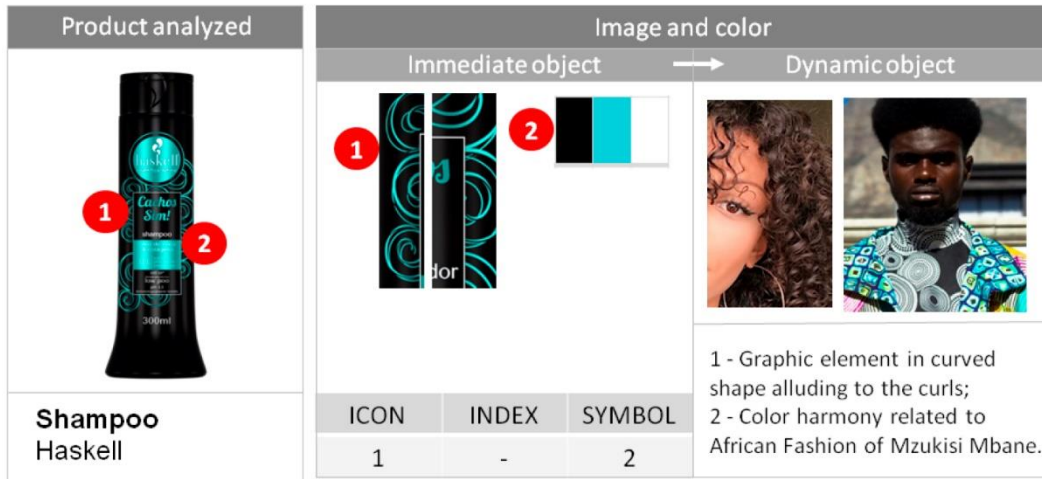 Product analyzed
haskell
Cachos
Sim!
shampoo
low poo
300ml
Shampoo
Haskell
Image and color
Immediate object
Dynamic object
1
2
1
2
dor
ICON INDEX SYMBOL
1 - 2
1 - Graphic element in curved
shape alluding to the curls;
2 - Color harmony related to
African Fashion of Mzukisi Mbane.